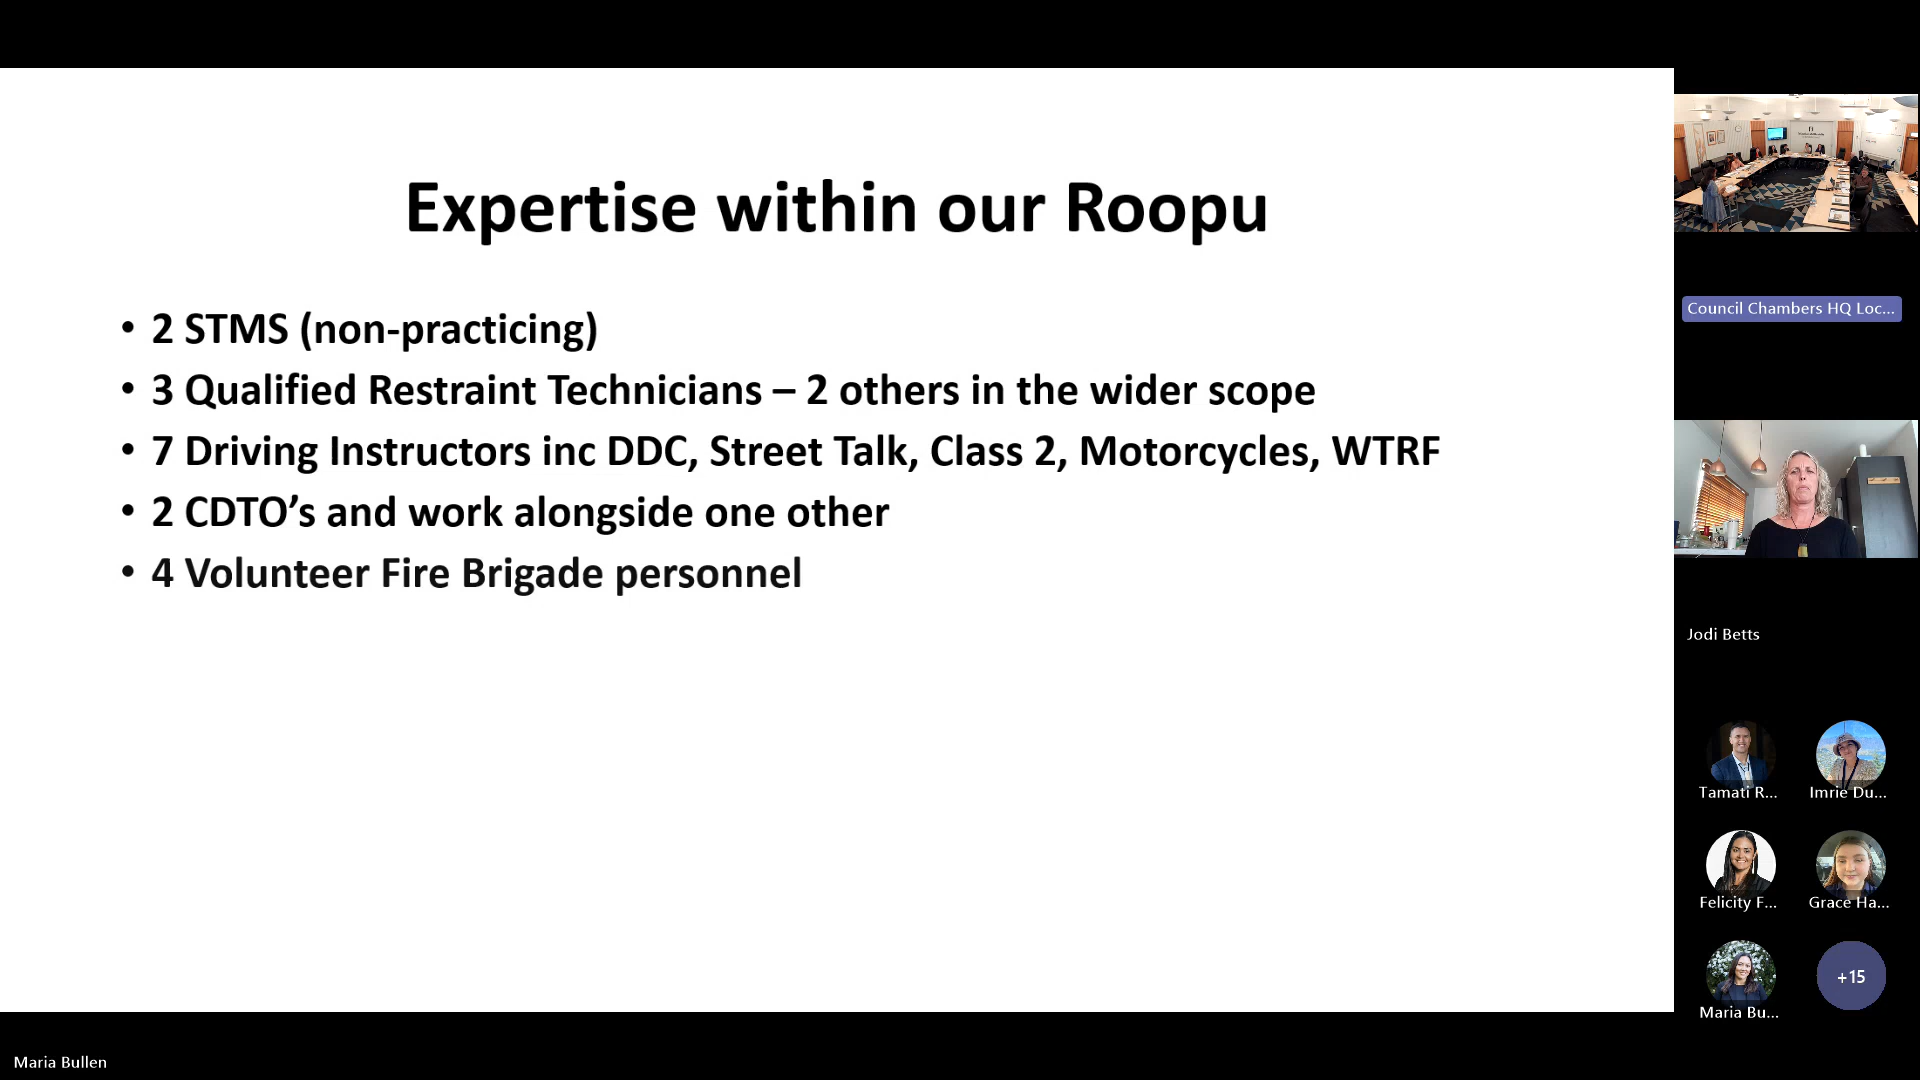 Expertise within our Roopu
• 2 STMS (non-practicing)
• 3 Qualified Restraint Technicians – 2 others in the wider scope
• 7 Driving Instructors inc DDC, Street Talk, Class 2, Motorcycles, WTRF
• 2 CDTO’s and work alongside one other
• 4 Volunteer Fire Brigade personnel
Council Chambers HQ Loc...
Jodi Betts
Tamati R...
Imrie Du...
Felicity F...
Grace Ha...
Maria Bu...
+15
Maria Bullen